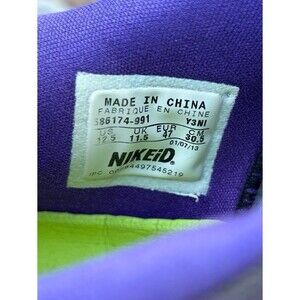 MADE IN CHINA
FABRIQUE EN CHINE
586174-991 Y3NI
US UK EUR CM
12.5 11.5 47 30.5
01/07/13
NIKEiD.